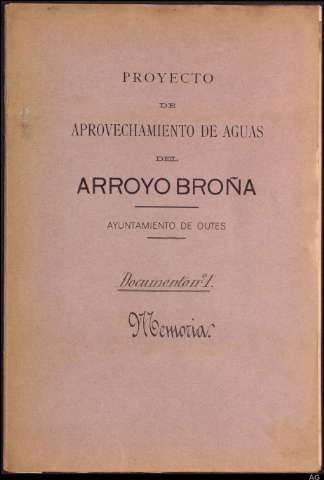 PROYECTO
DE
APROVECHAMIENTO DE AGUAS
DEL
ARROYO BROÑA
AYUNTAMIENTO DE OUTES
Documento nº 1.
Memoria.
AG